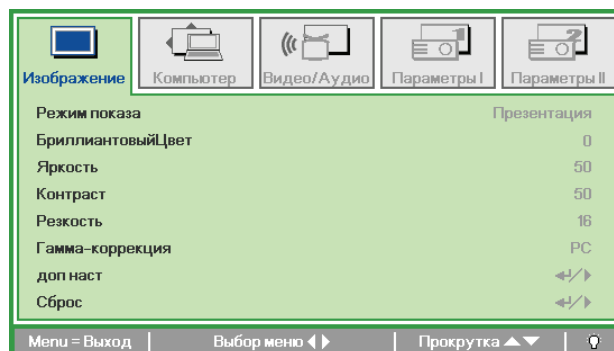 Изображение Компьютер Видео/Аудио Параметры I Параметры II
Режим показа Презентация
БриллиантовыйЦвет 0
Яркость 50
Контраст 50
Резкость 16
Гамма-коррекция PC
доп наст
Сброс
Menu = Выход Выбор меню Прокрутка